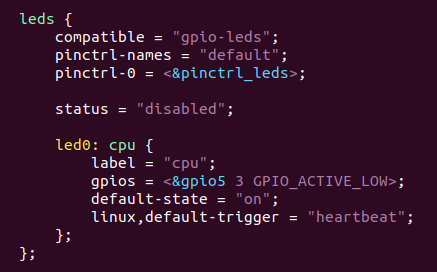 leds {
    compatible = "gpio-leds";
    pinctrl-names = "default";
    pinctrl-0 = <&pinctrl_leds>;

    status = "disabled";

    led0: cpu {
        label = "cpu";
        gpios = <&gpio5 3 GPIO_ACTIVE_LOW>;
        default-state = "on";
        linux,default-trigger = "heartbeat";
    };
};